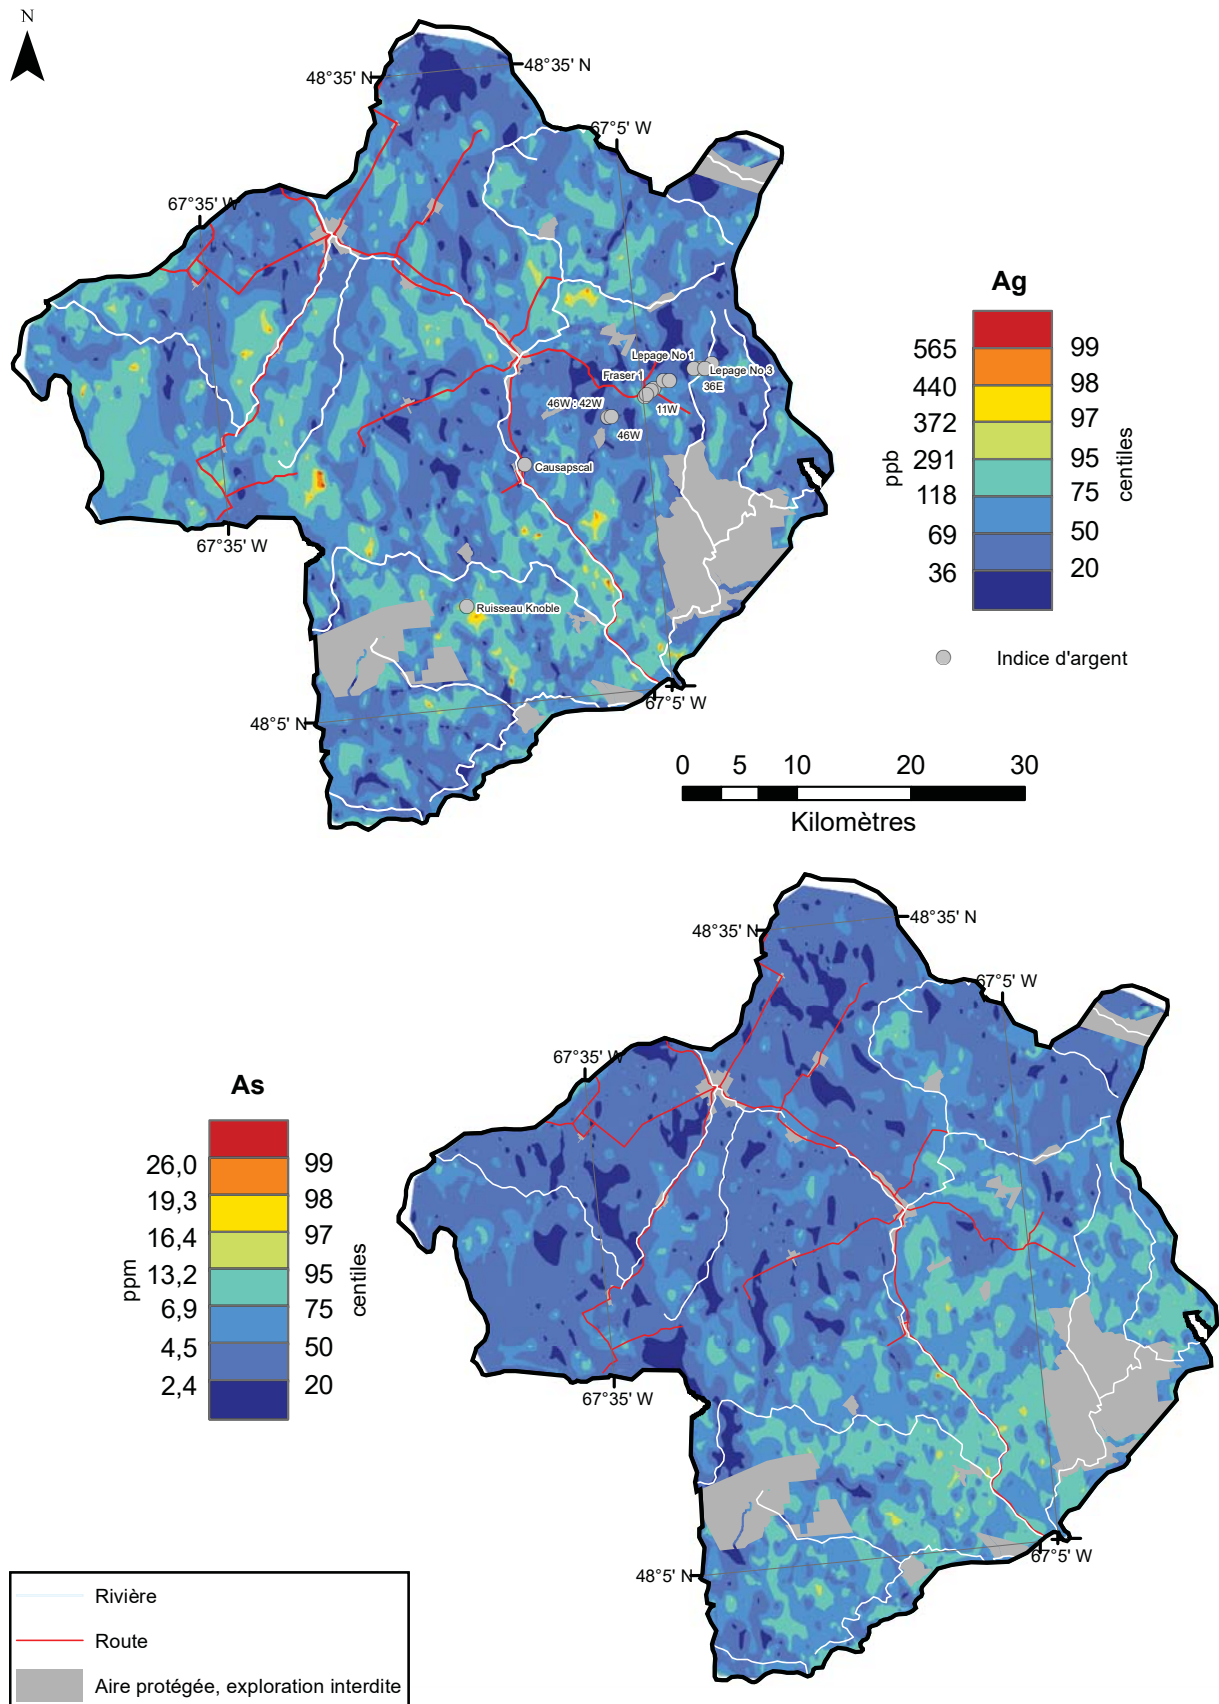 N
48°35' N
48°35' N
67°5' W
67°35' W
Ag
565
440
372
291
118
69
36
ppb
99
98
97
95
75
50
20
centiles
Indice d'argent
Lepage No 1
Lepage No 3
Fraser 1
36E
46W : 42W
11W
46W
Causapscal
67°35' W
Ruisseau Knoble
67°5' W
48°5' N
0 5 10 20 30
Kilomètres
48°35' N
48°35' N
67°5' W
67°35' W
As
26,0
19,3
16,4
13,2
6,9
4,5
2,4
ppm
99
98
97
95
75
50
20
centiles
67°35' W
67°5' W
48°5' N
Rivière
Route
Aire protégée, exploration interdite